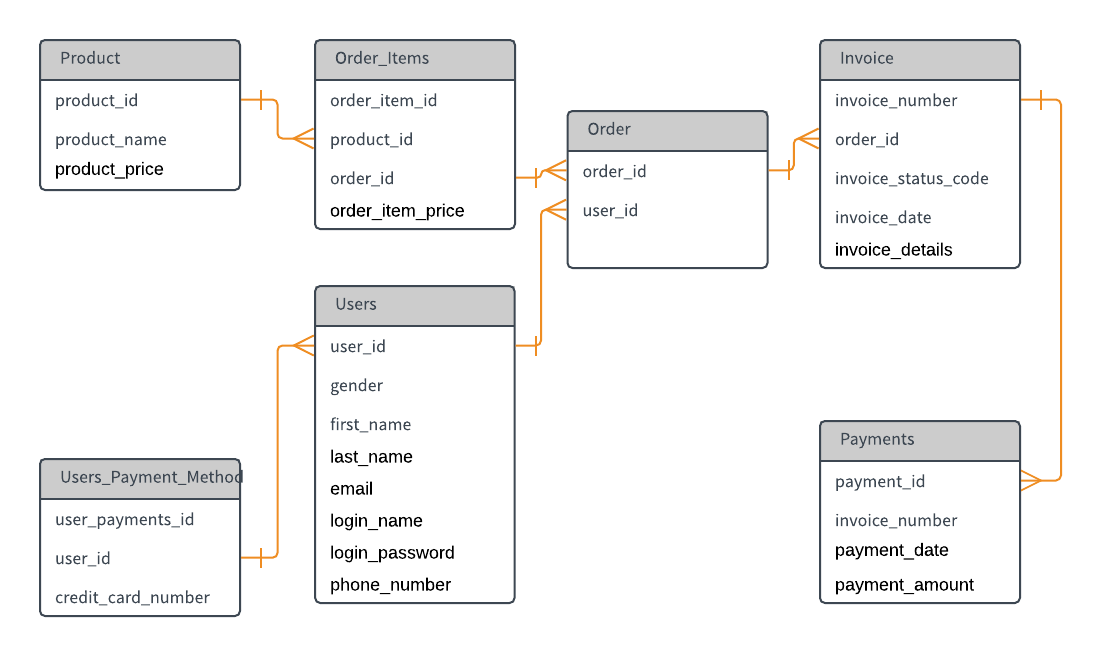 Product
product_id
product_name
product_price
Order_Items
order_item_id
product_id
order_id
order_item_price
Order
order_id
user_id
Invoice
invoice_number
order_id
invoice_status_code
invoice_date
invoice_details
Users
user_id
gender
first_name
last_name
email
login_name
login_password
phone_number
Users_Payment_Method
user_payments_id
user_id
credit_card_number
Payments
payment_id
invoice_number
payment_date
payment_amount